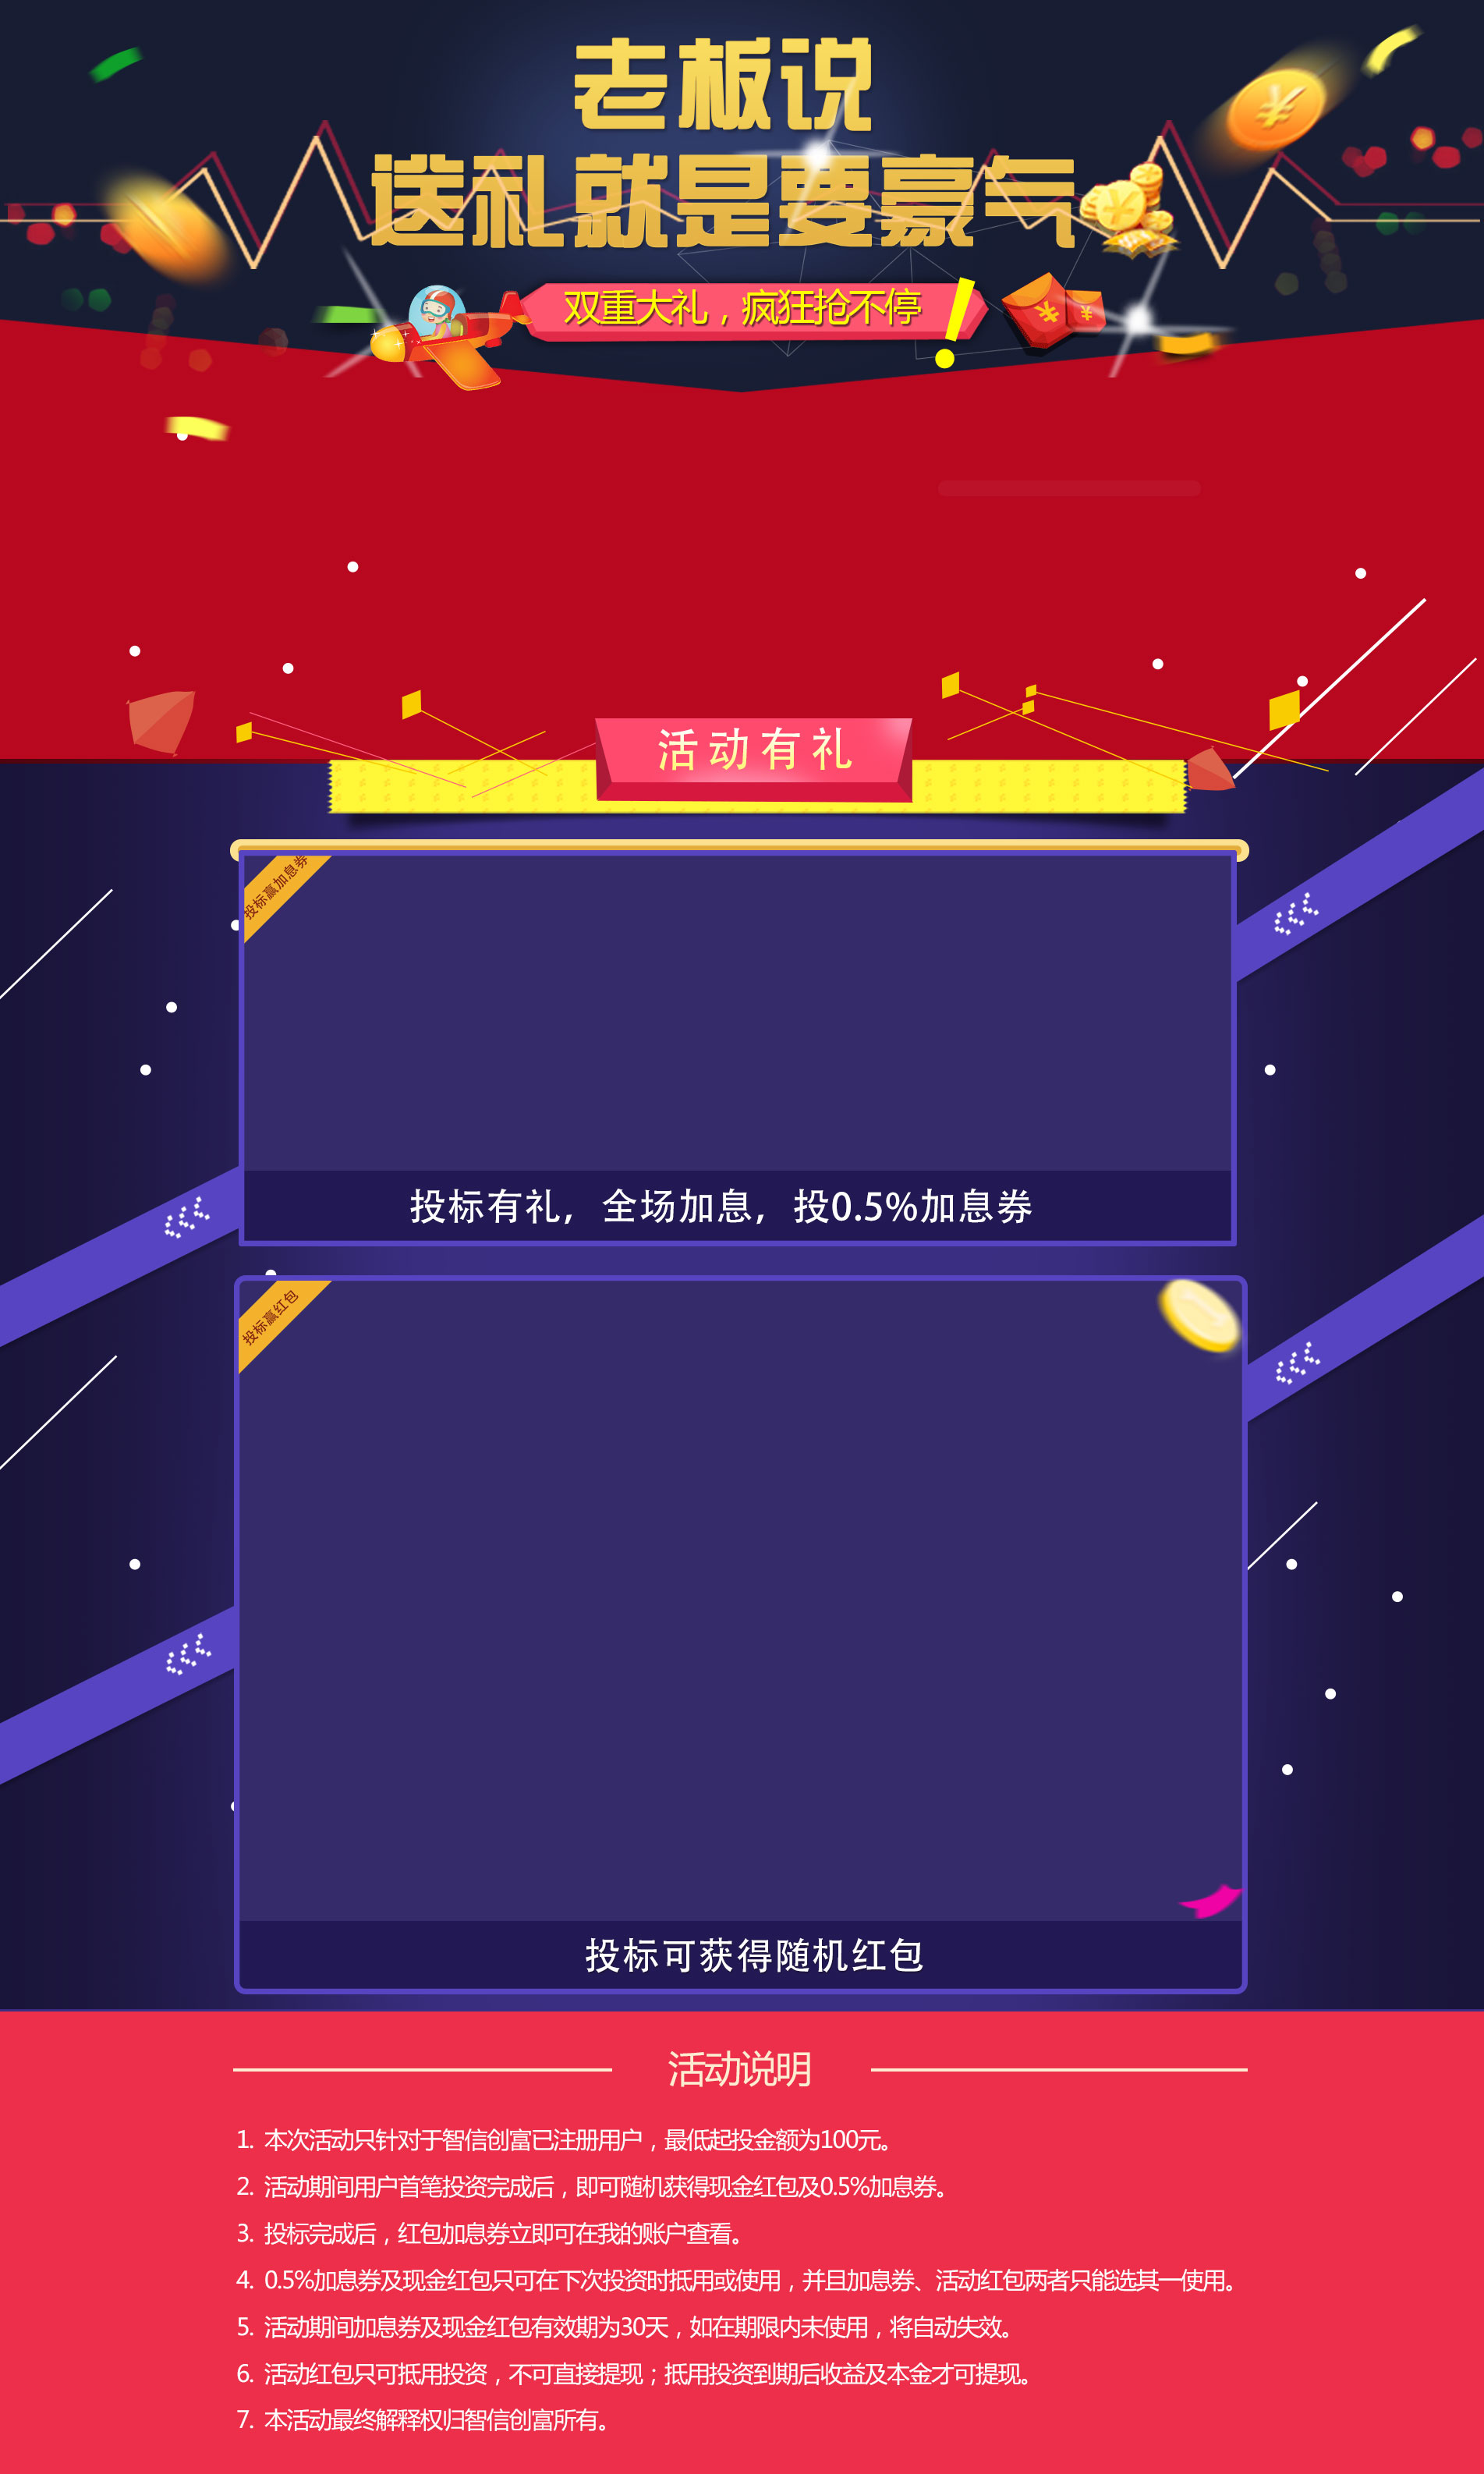 老板说
送礼就是要豪气
双重大礼，疯狂抢不停！
活动有礼
投标赢加息券
投标有礼，全场加息，投0.5%加息券
投标赢红包
投标可获得随机红包
活动说明
1. 本次活动只针对于智信创富已注册用户，最低起投金额为100元。
2. 活动期间用户首笔投资完成后，即可随机获得现金红包及0.5%加息券。
3. 投标完成后，红包加息券立即可在我的账户查看。
4. 0.5%加息券及现金红包只可在下次投资时抵用或使用，并且加息券、活动红包两者只能选其一使用。
5. 活动期间加息券及现金红包有效期为30天，如在期限内未使用，将自动失效。
6. 活动红包只可抵用投资，不可直接提现；抵用投资到期后收益及本金才可提现。
7. 本活动最终解释权归智信创富所有。